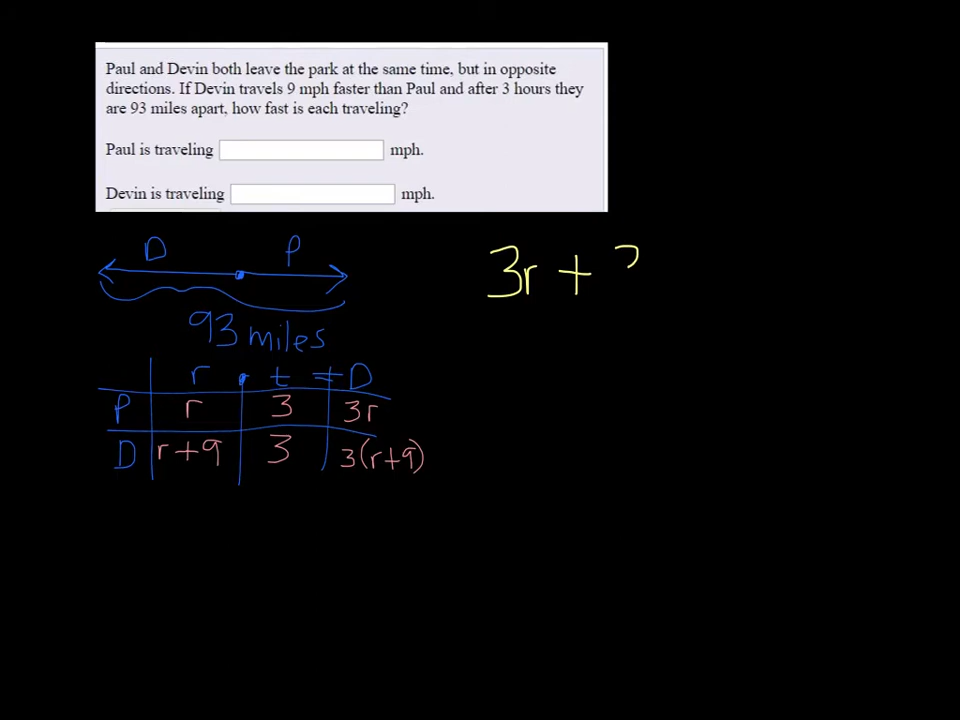 Paul and Devin both leave the park at the same time, but in opposite
directions. If Devin travels 9 mph faster than Paul and after 3 hours they
are 93 miles apart, how fast is each traveling?
Paul is traveling mph.
Devin is traveling mph.
D P
93 miles
r · t = D
P r 3 3r
D r+9 3 3(r+9)
3r +